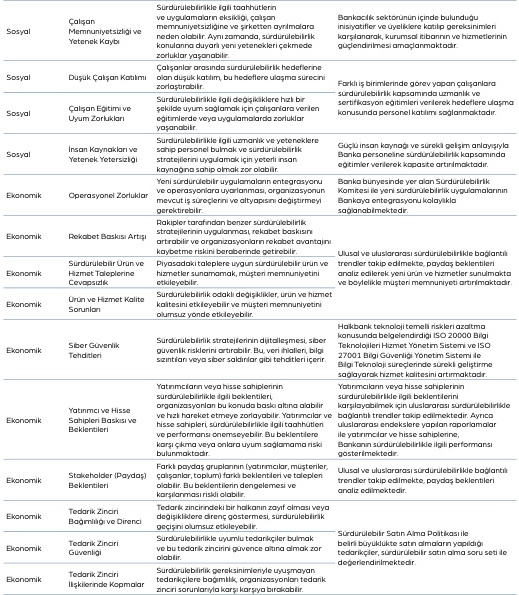 Sosyal
Çalışan
Memnuniyetsizliği ve
Yetenek Kaybı
Sürdürülebilirlikle ilgili taahhütlerin
ve uygulamaların eksikliği, çalışan
memnuniyetsizliğine ve şirketten ayrılmalara
neden olabilir. Aynı zamanda, sürdürülebilirlik
konularına duyarlı yeni yetenekleri çekmede
zorluklar yaşanabilir.
Bankacılık sektörünün içinde bulunduğu
inisiyatifler ve üyeliklere katılıp gereksinimleri
karşılanarak, kurumsal itibarının ve hizmetlerinin
güçlendirilmesi amaçlanmaktadır.
Sosyal
Düşük Çalışan Katılımı
Çalışanlar arasında sürdürülebilirlik hedeflerine
olan düşük katılım, bu hedeflere ulaşma sürecini
zorlaştırabilir.
Farklı iş birimlerinde görev yapan çalışanlara
sürdürülebilirlik kapsamında uzmanlık ve
sertifikasyon eğitimleri verilerek hedeflere ulaşma
konusunda personel katılımı sağlanmaktadır.
Sosyal
Çalışan Eğitimi ve
Uyum Zorlukları
Sürdürülebilirlikle ilgili değişikliklere hızlı bir
şekilde uyum sağlamak için çalışanlara verilen
eğitimlerde veya uygulamalarda zorluklar
yaşanabilir.
Sosyal
İnsan Kaynakları ve
Yetenek Yetersizliği
Sürdürülebilirlikle ilgili uzmanlık ve yeteneklere
sahip personel bulmak ve sürdürülebilirlik
stratejilerini uygulamak için yeterli insan
kaynağına sahip olmak zor olabilir.
Güçlü insan kaynağı ve sürekli gelişim anlayışıyla
Banka personeline sürdürülebilirlik kapsamında
eğitimler verilerek kapasite artırılmaktadır.
Ekonomik
Operasyonel Zorluklar
Yeni sürdürülebilir uygulamaların entegrasyonu
ve operasyonlara uyarlanması, organizasyonun
mevcut iş süreçlerini ve altyapısını değiştirmeyi
gerektirebilir.
Banka bünyesinde yer alan Sürdürülebilirlik
Komitesi ile yeni sürdürülebilirlik uygulamalarının
Bankaya entegrasyonu kolaylıkla
sağlanabilmektedir.
Ekonomik
Rekabet Baskısı Artışı
Rakipler tarafından benzer sürdürülebilirlik
stratejilerinin uygulanması, rekabet baskısını
artırabilir ve organizasyonların rekabet avantajını
kaybetme riskini beraberinde getirebilir.
Ulusal ve uluslararası sürdürülebilirlikle bağlantılı
trendler takip edilmekte, paydaş beklentileri
analiz edilerek yeni ürün ve hizmetler sunulmakta
ve böylelikle müşteri memnuniyeti artırılmaktadır.
Ekonomik
Sürdürülebilir Ürün ve
Hizmet Taleplerine
Cevapsızlık
Piyasadaki taleplere uygun sürdürülebilir ürün ve
hizmetler sunamamak, müşteri memnuniyetini
etkileyebilir.
Ekonomik
Ürün ve Hizmet Kalite
Sorunları
Sürdürülebilirlik odaklı değişiklikler, ürün ve hizmet
kalitesini etkileyebilir ve müşteri memnuniyetini
olumsuz yönde etkileyebilir.
Ekonomik
Siber Güvenlik
Tehditleri
Sürdürülebilirlik stratejilerinin dijitalleşmesi, siber
güvenlik risklerini artırabilir. Bu, veri ihlalleri, bilgi
sızıntıları veya siber saldırılar gibi tehditleri içerir.
Halkbank teknoloji temelli riskleri azaltma
konusunda belgelendirdiği ISO 20000 Bilgi
Teknolojileri Hizmet Yönetim Sistemi ve ISO
27001 Bilgi Güvenliği Yönetim Sistemi ile
Bilgi Teknoloji süreçlerinde sürekli geliştirme
sağlayarak hizmet kalitesini artırmaktadır.
Ekonomik
Yatırımcı ve Hisse
Sahipleri Baskısı ve
Beklentileri
Yatırımcıların veya hisse sahiplerinin
sürdürülebilirlikle ilgili beklentileri,
organizasyonları bu konuda baskı altına alabilir
ve hızlı hareket etmeye zorlayabilir. Yatırımcılar ve
hisse sahipleri, sürdürülebilirlikle ilgili taahhütleri
ve performansı önemseyebilir. Bu beklentilere
karşı çıkma veya onlara uyum sağlamama riski
bulunmaktadır.
Yatırımcıların veya hisse sahiplerinin
sürdürülebilirlikle ilgili beklentilerini
karşılayabilmek için uluslararası sürdürülebilirlikle
bağlantılı trendler takip edilmektedir. Ayrıca
uluslararası endekslere yapılan raporlamalar
ile yatırımcılar ve hisse sahiplerine,
Bankasının sürdürülebilirlikle ilgili performansı
gösterilmektedir.
Ekonomik
Stakeholder (Paydaş)
Beklentileri
Farklı paydaş gruplarının (yatırımcılar, müşteriler,
çalışanlar, toplum) farklı beklentileri ve talepleri
olabilir. Bu beklentilerin dengelemesi ve
karşılanması riskli olabilir.
Ulusal ve uluslararası sürdürülebilirlikle bağlantılı
trendler takip edilmekte, paydaş beklentileri
analiz edilmektedir.
Ekonomik
Tedarik Zinciri
Bağımlılığı ve Direnci
Tedarik zincirindeki bir halkanın zayıf olması veya
değişikliklere direnç göstermesi, sürdürülebilirlik
geçişini olumsuz etkileyebilir.
Sürdürülebilir Satın Alma Politikası ile
belirli büyüklükte satın almaların yapıldığı
tedarikçiler, sürdürülebilir satın alma soru seti ile
değerlendirilmektedir.
Ekonomik
Tedarik Zinciri
Güvenliği
Sürdürülebilirlikle uyumlu tedarikçiler bulmak
ve bu tedarik zincirini güvence altına almak zor
olabilir.
Ekonomik
Tedarik Zinciri
İlişkilerinde Kopmalar
Sürdürülebilirlik gereksinimleriyle uyuşmayan
tedarikçilere bağımlılık, organizasyonları tedarik
zinciri sorunlarıyla karşı karşıya bırakabilir.